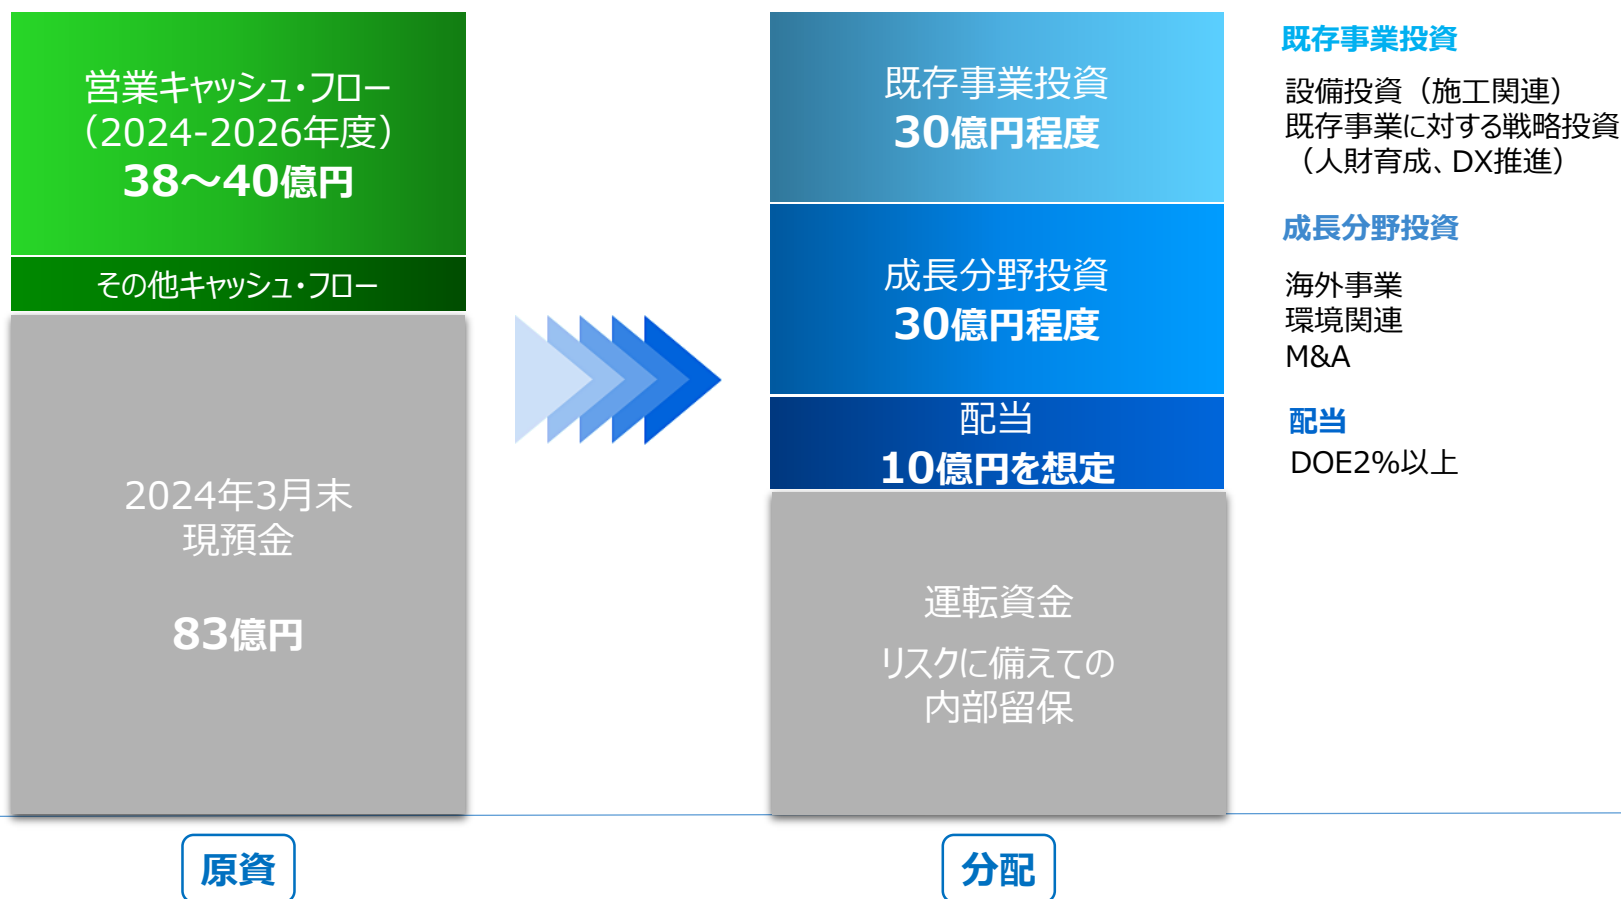 営業キャッシュ・フロー
（2024-2026年度）
38～40億円
その他キャッシュ・フロー
2024年3月末
現預金
83億円
原資
既存事業投資
30億円程度
成長分野投資
30億円程度
配当
10億円を想定
運転資金
リスクに備えての
内部留保
分配
既存事業投資
設備投資（施工関連）
既存事業に対する戦略投資
（人財育成、DX推進）
成長分野投資
海外事業
環境関連
M&A
配当
DOE2%以上